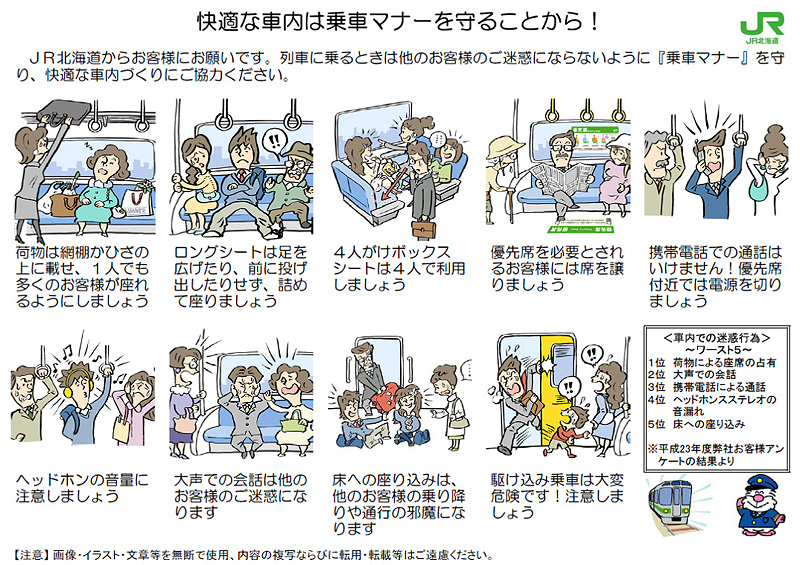 快適な車内は乗車マナーを守ることから！
JR
JR北海道
ＪＲ北海道からお客様にお願いです。列車に乗るときは他のお客様のご迷惑にならないように『乗車マナー』を守
り、快適な車内づくりにご協力ください。
荷物は網棚かひざの
上に載せ、１人でも
多くのお客様が座れ
るようにしましょう
ロングシートは足を
広げたり、前に投げ
出したりせず、詰め
て座りましょう
４人がけボックス
シートは４人で利用
しましょう
優先席を必要とされ
るお客様には席を譲
りましょう
携帯電話での通話は
いけません！優先席
付近では電源を切り
ましょう
ヘッドホンの音量に
注意しましょう
大声での会話は他の
お客様のご迷惑にな
ります
床への座り込みは、
他のお客様の乗り降
りや通行の邪魔にな
ります
駆け込み乗車は大変
危険です！注意しま
しょう
＜車内での迷惑行為＞
～ワースト５～
1位 荷物による座席の占有
2位 大声での会話
3位 携帯電話による通話
4位 ヘッドホンステレオの
音漏れ
5位 床への座り込み
※平成23年度弊社お客様アン
ケートの結果より
【注意】 画像・イラスト・文章等を無断で使用、内容の複写ならびに転用・転載等はご遠慮ください。